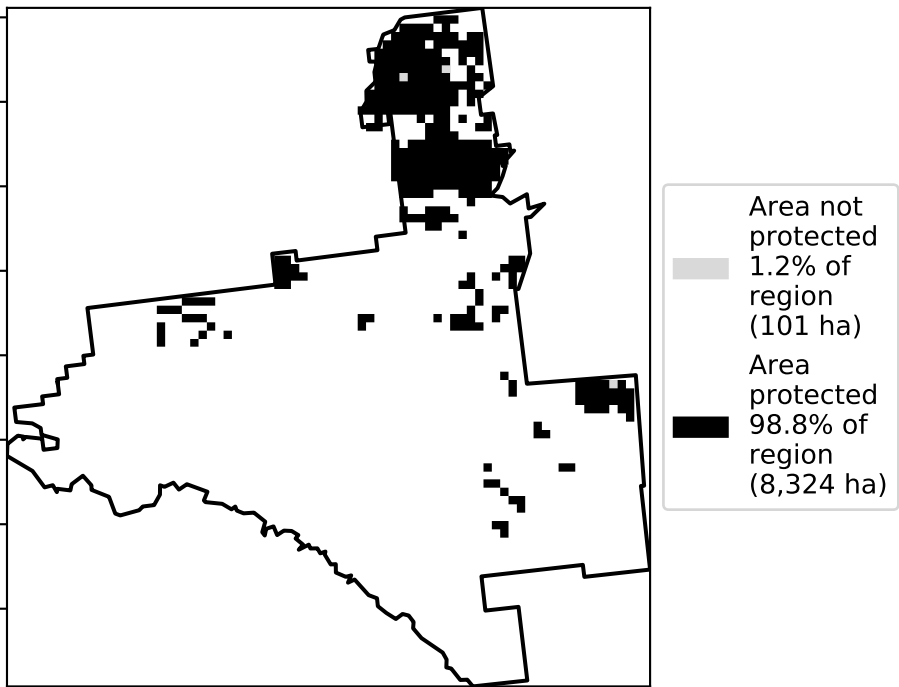 Area not
protected
1.2% of
region
(101 ha)
Area
protected
98.8% of
region
(8,324 ha)